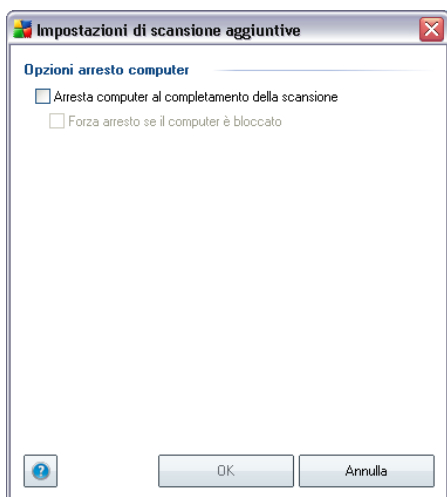 Impostazioni di scansione aggiuntive
Opzioni arresto computer
Arresta computer al completamento della scansione
Forza arresto se il computer è bloccato
OK
Annulla